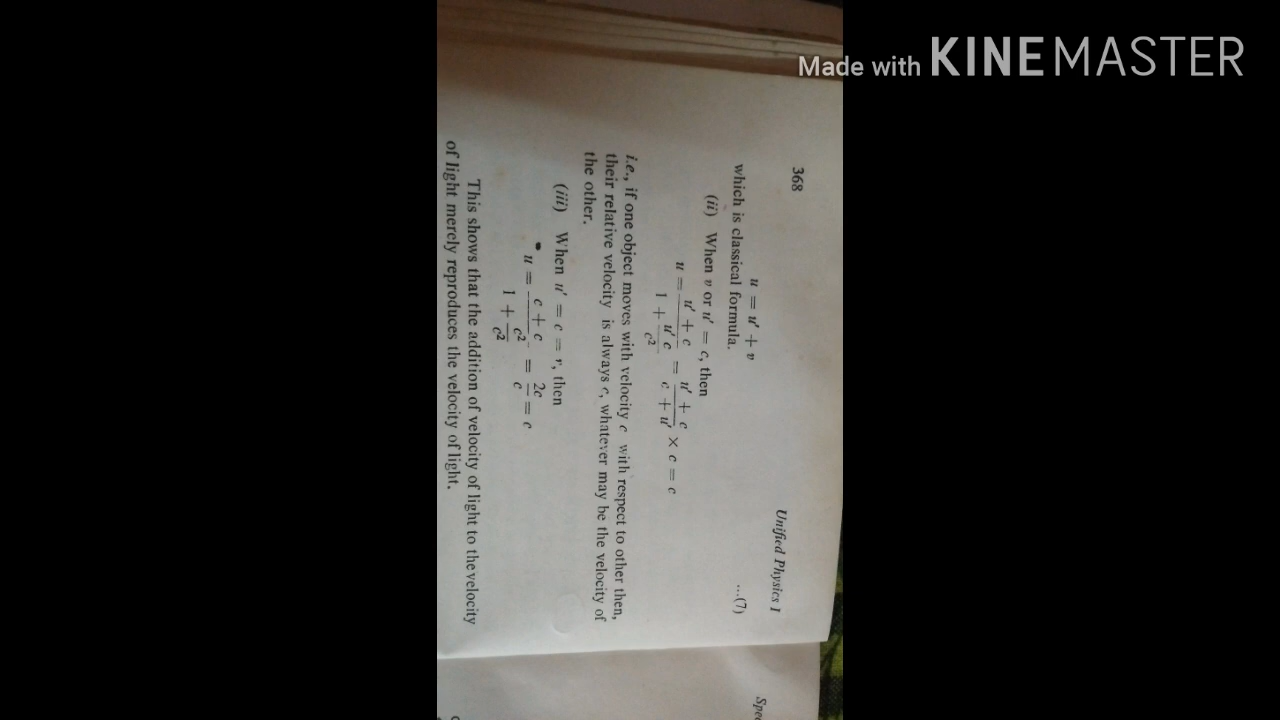 Made with KINEMASTER
368 Unified Physics I
u = u′ + v ...(7)
which is classical formula.
(ii) When v or u′ = c, then
u = (u′ + c) / (1 + u′c / c²) = (u′ + c) / (c + u′) × c = c
i.e., if one object moves with velocity c with respect to other then,
their relative velocity is always c, whatever may be the velocity of
the other.
(iii) When u′ = c = v, then
u = (c + c) / (1 + c² / c²) = 2c / c = c
This shows that the addition of velocity of light to the velocity
of light merely reproduces the velocity of light.